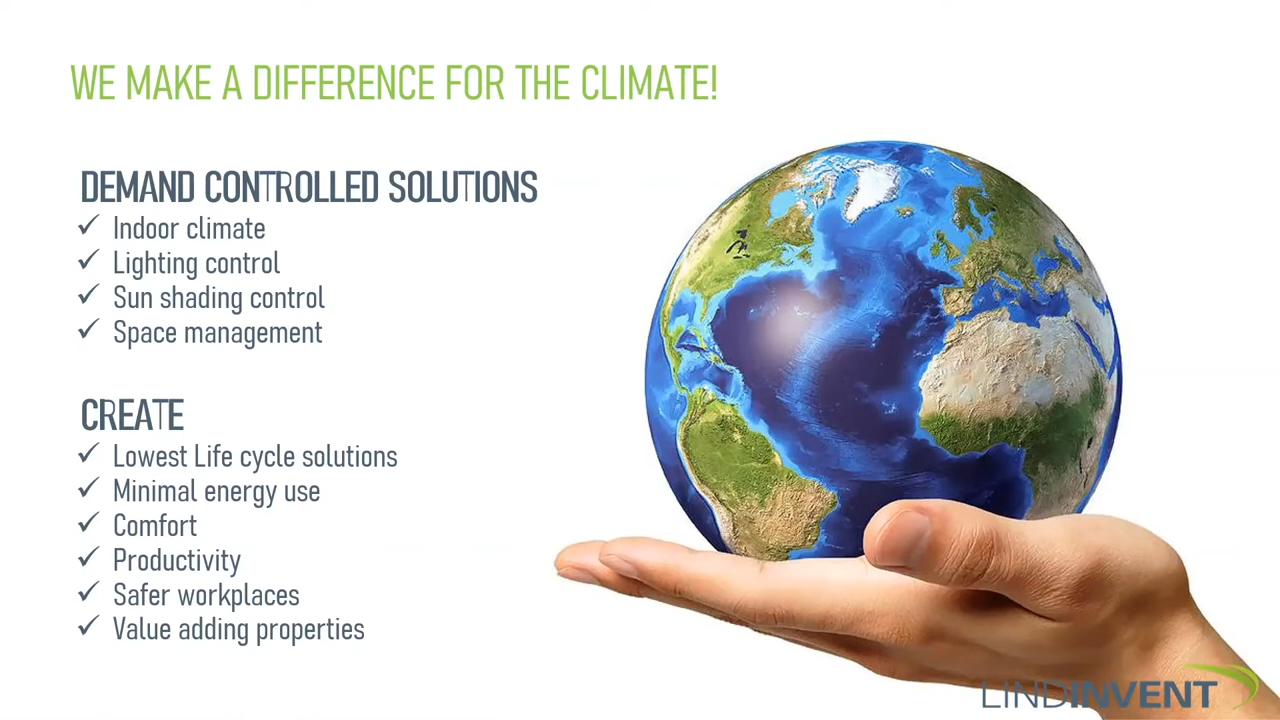 WE MAKE A DIFFERENCE FOR THE CLIMATE!
DEMAND CONTROLLED SOLUTIONS
✓ Indoor climate
✓ Lighting control
✓ Sun shading control
✓ Space management
CREATE
✓ Lowest Life cycle solutions
✓ Minimal energy use
✓ Comfort
✓ Productivity
✓ Safer workplaces
✓ Value adding properties
LINDINVENT